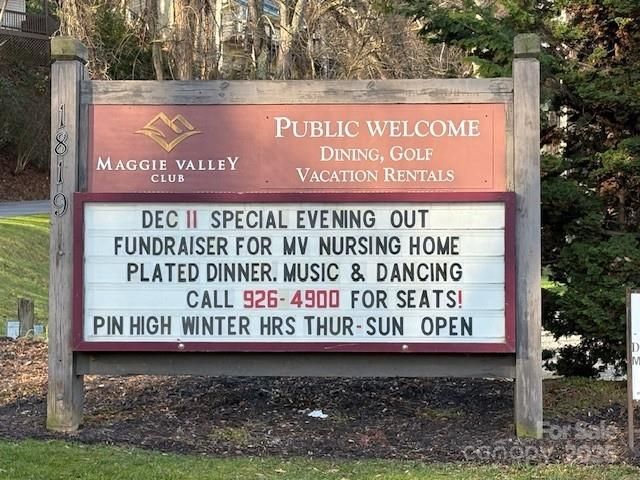 1819
MAGGIE VALLEY
CLUB
PUBLIC WELCOME
DINING, GOLF
VACATION RENTALS
DEC 11 SPECIAL EVENING OUT
FUNDRAISER FOR MV NURSING HOME
PLATED DINNER. MUSIC & DANCING
CALL 926-4900 FOR SEATS!
PIN HIGH WINTER HRS THUR-SUN OPEN
For Sale